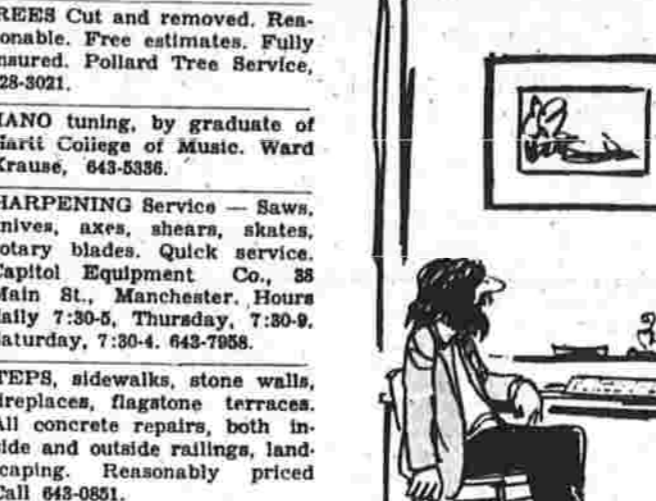 REES Cut and removed. Rea-
onable. Free estimates. Fully
nsured. Pollard Tree Service,
28-3021.
IANO tuning, by graduate of
Hartt College of Music. Ward
Krause, 643-5336.
HARPENING Service — Saws,
nives, axes, shears, skates,
otary blades. Quick service.
Capitol Equipment Co., 38
Main St., Manchester. Hours
daily 7:30-5, Thursday, 7:30-9,
aturday, 7:30-4. 643-7958.
TEPS, sidewalks, stone walls,
ireplaces, flagstone terraces.
All concrete repairs, both in-
side and outside railings, land-
scaping. Reasonably priced
Call 643-0851.